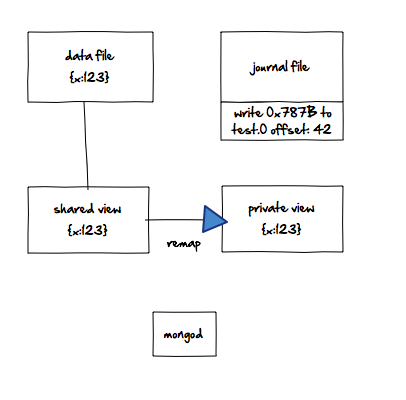 data file
{x:123}
journal file
write 0x787B to
test.0 offset: 42
shared view
{x:123}
remap
private view
{x:123}
mongod